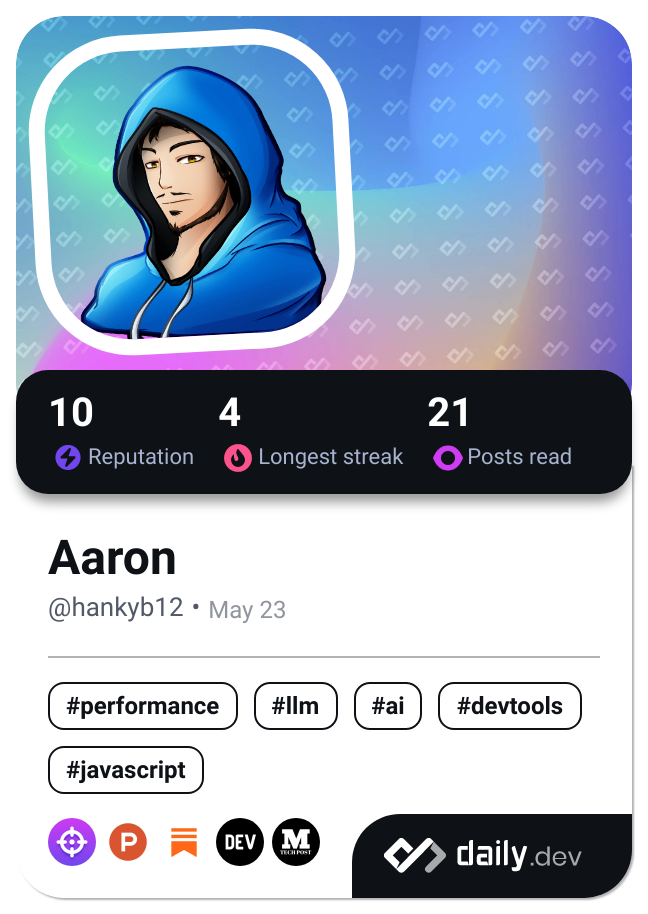 10 4 21
Reputation Longest streak Posts read
Aaron
@hankyb12 • May 23
#performance #llm #ai #devtools
#javascript
P DEV M TECH POST
daily.dev